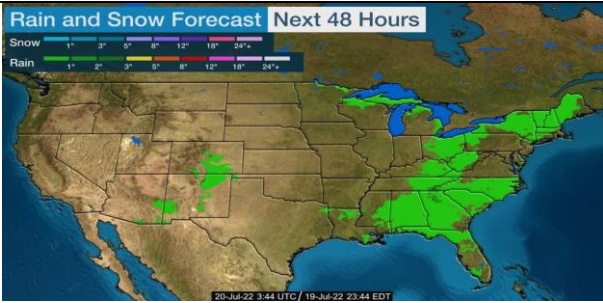 Rain and Snow Forecast Next 48 Hours
Snow
1" 3" 5" 8" 12" 18" 24"+
Rain
1" 2" 3" 5" 8" 12" 18" 24"+
20-Jul-22 3:44 UTC / 19-Jul-22 23:44 EDT